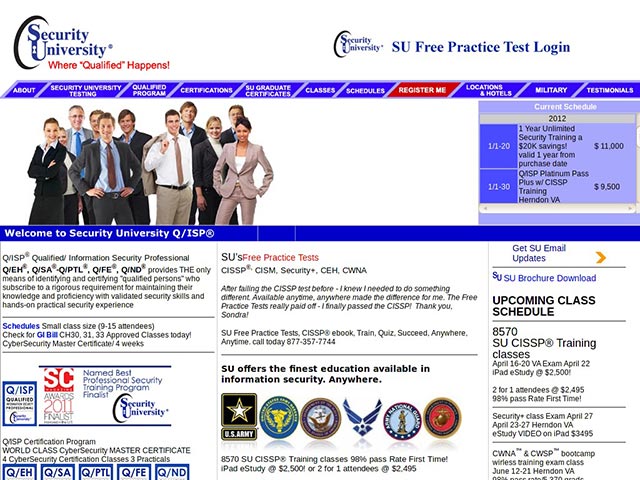 Security
University®
Where "Qualified" Happens!
Security
University®
SU Free Practice Test Login
ABOUT
SECURITY UNIVERSITY
TESTING
QUALIFIED
PROGRAM
CERTIFICATIONS
SU GRADUATE
CERTIFICATES
CLASSES
SCHEDULES
REGISTER ME
LOCATIONS
& HOTELS
MILITARY
TESTIMONIALS
Current Schedule
2012
1/1-20
1 Year Unlimited
Security Training a
$20K savings!
valid 1 year from
purchase date
$ 11,000
1/1-30
Q/ISP Platinum Pass
Plus w/ CISSP
Training
Herndon VA
$ 9,500
Welcome to Security University Q/ISP®
Q/ISP® Qualified/ Information Security Professional
Q/EH®, Q/SA®-Q/PTL®, Q/FE®, Q/ND® provides THE only
means of identifying and certifying "qualified persons" who
subscribe to a rigorous requirement for maintaining their
knowledge and proficiency with validated security skills and
hands-on practical security experience
Schedules Small class size (9-15 attendees)
Check for GI Bill CH30, 31, 33 Approved Classes today!
CyberSecurity Master Certificate/ 4 weeks
Q/ISP
QUALIFIED
INFORMATION SECURITY
PROFESSIONAL
SC
MAGAZINE
AWARDS
2011
FINALIST
Named Best
Professional Security
Training Program
Finalist
Security
University®
Q/ISP Certification Program
WORLD CLASS CyberSecurity MASTER CERTIFICATE
4 CyberSecurity Certification Classes 3 Practicals
Q/EH
Q/SA
Q/PTL
Q/FE
Q/ND
SU'sFree Practice Tests
CISSP®, CISM, Security+, CEH, CWNA
After failing the CISSP test before - I knew I needed to do something
different. Available anytime, anywhere made the difference for me. The Free
Practice Tests really paid off - I finally passed the CISSP! Thank you,
Sondra!
SU Free Practice Tests, CISSP® ebook, Train, Quiz, Succeed, Anywhere,
Anytime. call today 877-357-7744
SU offers the finest education available in
information security. Anywhere.
U.S.ARMY
8570 SU CISSP® Training classes 98% pass Rate First Time!
iPad eStudy @ $2,500! or 2 for 1 attendees @ $2,495
Get SU Email
Updates
SU SU Brochure Download
UPCOMING CLASS
SCHEDULE
8570
SU CISSP® Training
classes
April 16-20 VA Exam April 22
iPad eStudy @ $2,500!
2 for 1 attendees @ $2,495
98% pass Rate First Time!
Security+ class Exam April 27
April 23-27 Herndon VA
eStudy VIDEO on iPad $3495
CWNA™ & CWSP™ bootcamp
wirless training exam class
June 12-21 Herndon VA
98% pass rate/5,370 grads